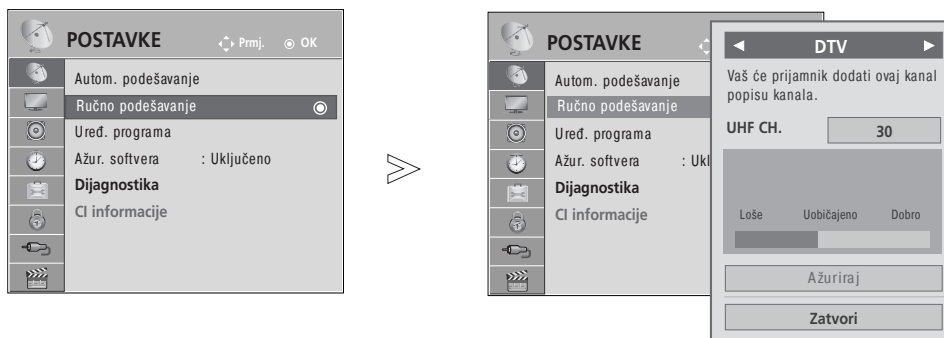 POSTAVKE Prmj. OK
Autom. podešavanje
Ručno podešavanje
Uređ. programa
Ažur. softvera : Uključeno
Dijagnostika
CI informacije
POSTAVKE
Autom. podešavanje
Ručno podešavanje
Uređ. programa
Ažur. softvera : Ukl
Dijagnostika
CI informacije
DTV
Vaš će prijamnik dodati ovaj kanal
popisu kanala.
UHF CH. 30
Loše Uobičajeno Dobro
Ažuriraj
Zatvori